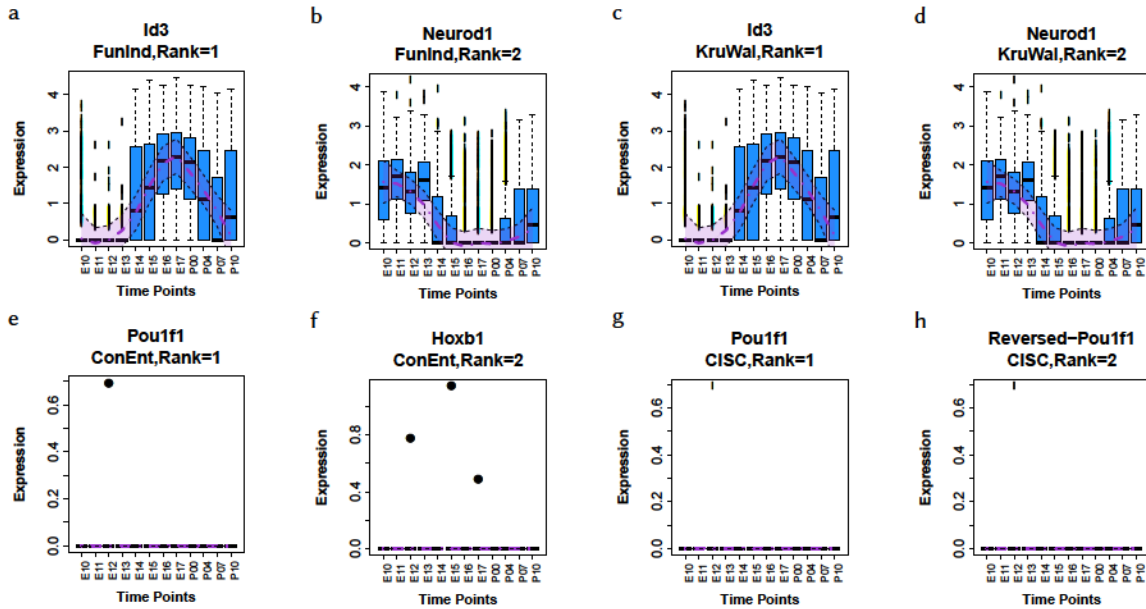 a
Id3
FunInd,Rank=1
Expression
0
1
2
3
4
E10
E11
E12
E13
E14
E15
E16
E17
P00
P04
P07
P10
Time Points
b
Neurod1
FunInd,Rank=2
Expression
0
1
2
3
4
E10
E11
E12
E13
E14
E15
E16
E17
P00
P04
P07
P10
Time Points
c
Id3
KruWal,Rank=1
Expression
0
1
2
3
4
E10
E11
E12
E13
E14
E15
E16
E17
P00
P04
P07
P10
Time Points
d
Neurod1
KruWal,Rank=2
Expression
0
1
2
3
4
E10
E11
E12
E13
E14
E15
E16
E17
P00
P04
P07
P10
Time Points
e
Pou1f1
ConEnt,Rank=1
Expression
0.0
0.2
0.4
0.6
E10
E11
E12
E13
E14
E15
E16
E17
P00
P04
P07
P10
Time Points
f
Hoxb1
ConEnt,Rank=2
Expression
0.0
0.4
0.8
E10
E11
E12
E13
E14
E15
E16
E17
P00
P04
P07
P10
Time Points
g
Pou1f1
CISC,Rank=1
Expression
0.0
0.2
0.4
0.6
E10
E11
E12
E13
E14
E15
E16
E17
P00
P04
P07
P10
Time Points
h
Reversed−Pou1f1
CISC,Rank=2
Expression
0.0
0.2
0.4
0.6
E10
E11
E12
E13
E14
E15
E16
E17
P00
P04
P07
P10
Time Points